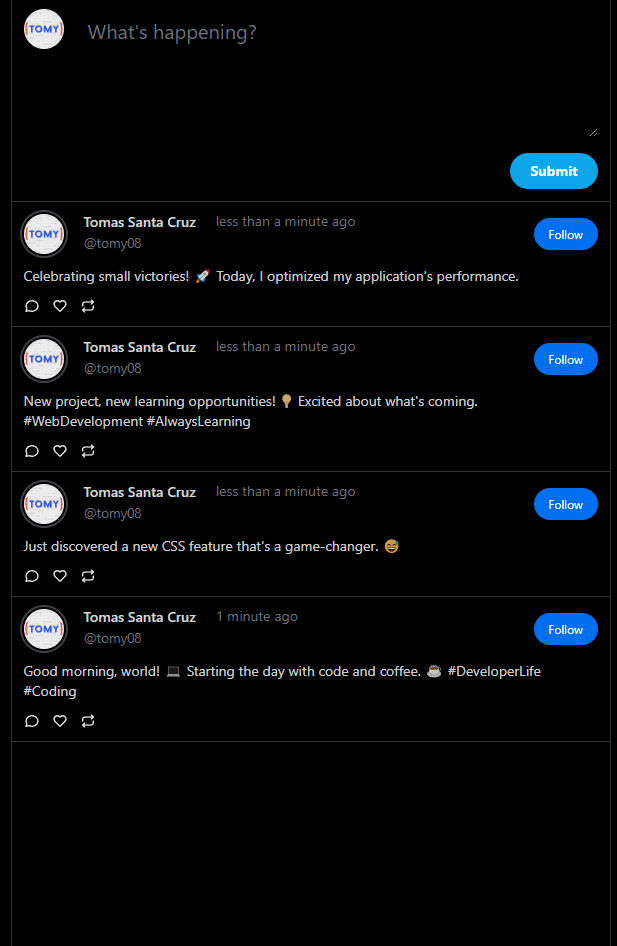 TOMY
What's happening?
Submit
TOMY
Tomas Santa Cruz less than a minute ago
@tomy08
Follow
Celebrating small victories! 🚀 Today, I optimized my application's performance.
TOMY
Tomas Santa Cruz less than a minute ago
@tomy08
Follow
New project, new learning opportunities! 💡 Excited about what's coming.
#WebDevelopment #AlwaysLearning
TOMY
Tomas Santa Cruz less than a minute ago
@tomy08
Follow
Just discovered a new CSS feature that's a game-changer. 😅
TOMY
Tomas Santa Cruz 1 minute ago
@tomy08
Follow
Good morning, world! 💻 Starting the day with code and coffee. ☕ #DeveloperLife
#Coding